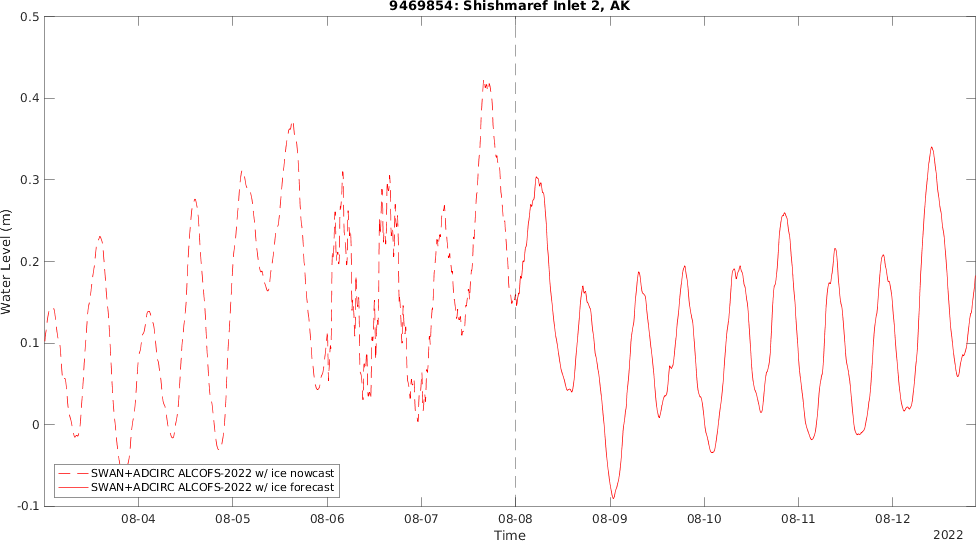 9469854: Shishmaref Inlet 2, AK
Water Level (m)
0.5
0.4
0.3
0.2
0.1
0
-0.1
SWAN+ADCIRC ALCOFS-2022 w/ ice nowcast
SWAN+ADCIRC ALCOFS-2022 w/ ice forecast
08-04 08-05 08-06 08-07 08-08 08-09 08-10 08-11 08-12
Time
2022